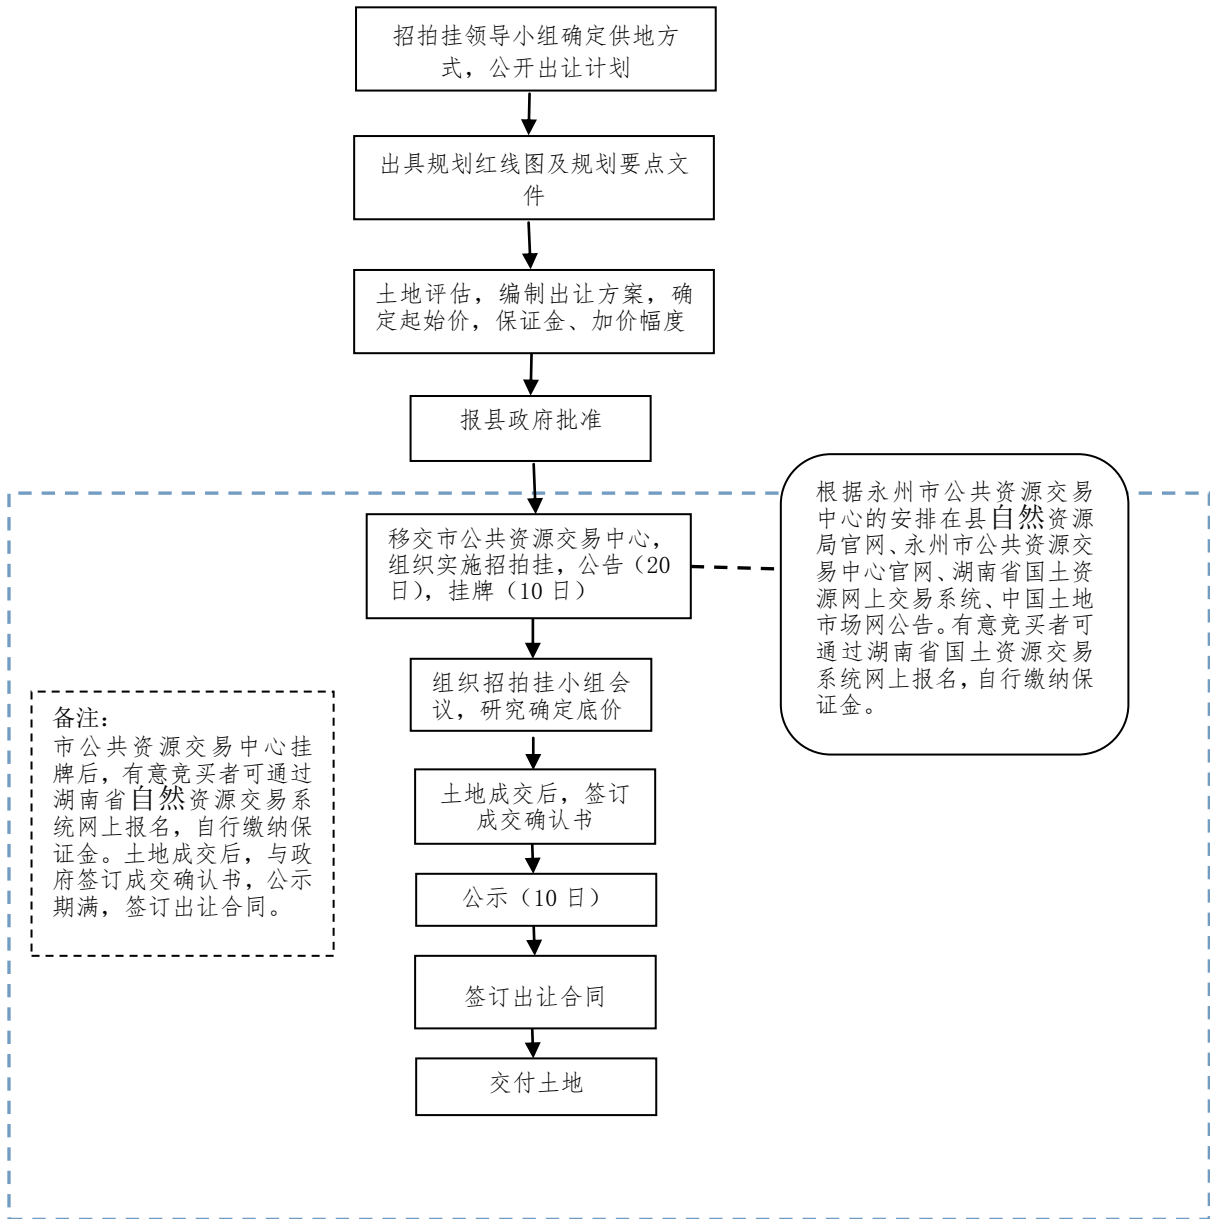 招拍挂领导小组确定供地方
式，公开出让计划
出具规划红线图及规划要点文
件
土地评估，编制出让方案，确
定起始价，保证金、加价幅度
报县政府批准
移交市公共资源交易中心，
组织实施招拍挂，公告（20
日），挂牌（10 日）
根据永州市公共资源交易
中心的安排在县自然资源
局官网、永州市公共资源交
易中心官网、湖南省国土资
源网上交易系统、中国土地
市场网公告。有意竞买者可
通过湖南省国土资源交易
系统网上报名，自行缴纳保
证金。
组织招拍挂小组会
议，研究确定底价
备注：
市公共资源交易中心挂
牌后，有意竞买者可通过
湖南省自然资源交易系
统网上报名，自行缴纳保
证金。土地成交后，与政
府签订成交确认书，公示
期满，签订出让合同。
土地成交后，签订
成交确认书
公示（10 日）
签订出让合同
交付土地